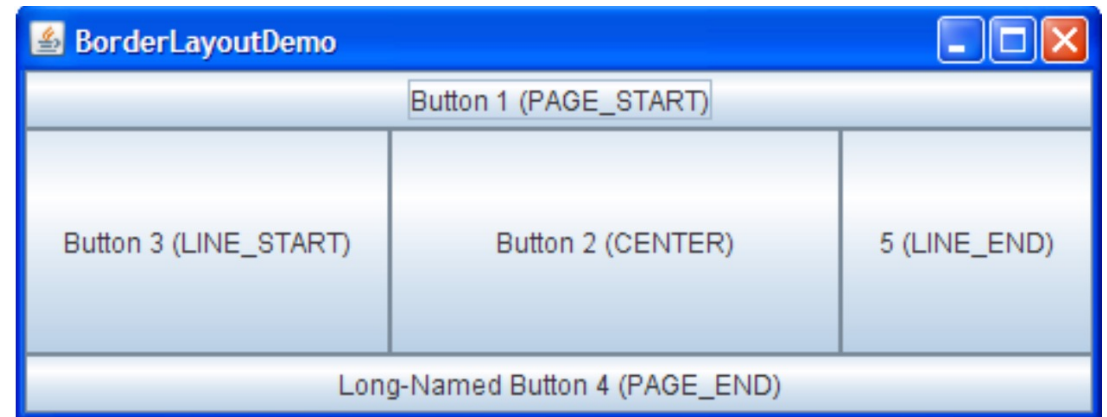 BorderLayoutDemo
Button 1 (PAGE_START)
Button 3 (LINE_START)
Button 2 (CENTER)
5 (LINE_END)
Long-Named Button 4 (PAGE_END)